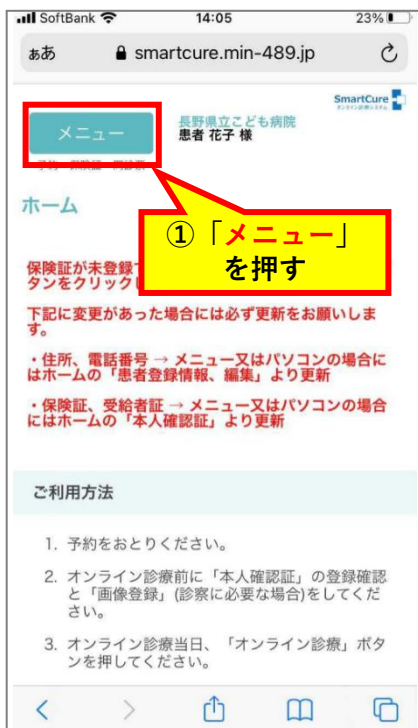 SoftBank 14:05 23%
ぁあ smartcure.min-489.jp
SmartCure
メニュー
長野県立こども病院
患者 花子 様
ホーム
①「メニュー」
を押す
保険証が未登録
タンをクリック
下記に変更があった場合には必ず更新をお願いしま
す。
・住所、電話番号 → メニュー又はパソコンの場合に
はホームの「患者登録情報、編集」より更新
・保険証、受給者証 → メニュー又はパソコンの場合
にはホームの「本人確認証」より更新
ご利用方法
1. 予約をおとりください。
2. オンライン診療前に「本人確認証」の登録確認
と「画像登録」(診察に必要な場合)をしてくだ
さい。
3. オンライン診療当日、「オンライン診療」ボタ
ンを押してください。